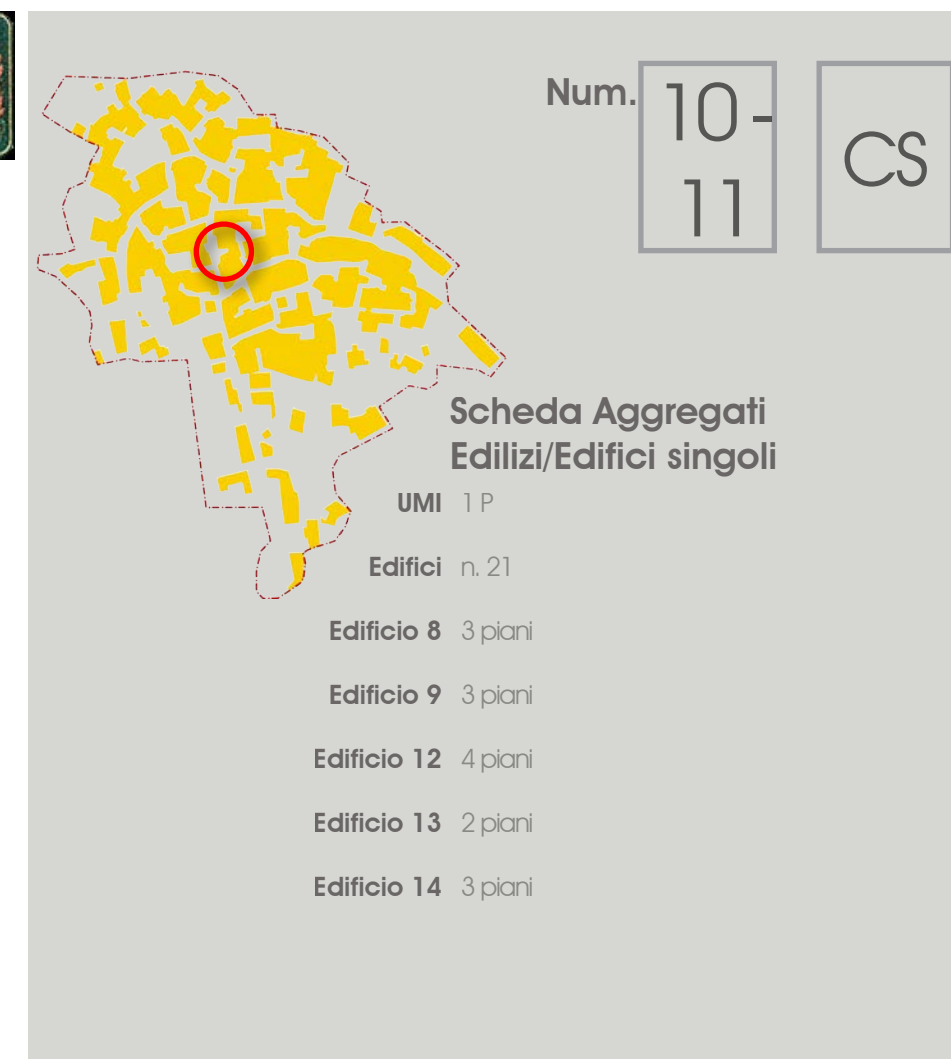 Num.
10-
11
CS
Scheda Aggregati
Edilizi/Edifici singoli
UMI 1 P
Edifici n. 21
Edificio 8 3 piani
Edificio 9 3 piani
Edificio 12 4 piani
Edificio 13 2 piani
Edificio 14 3 piani